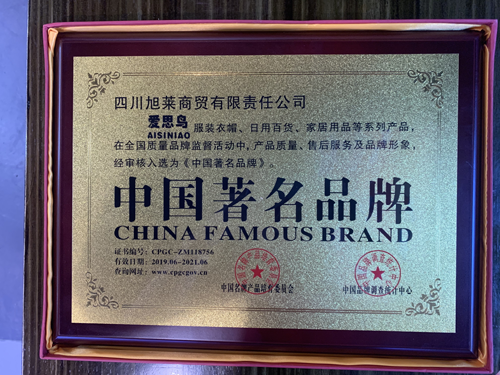 四川旭莱商贸有限责任公司
爱思鸟 服装衣帽、日用百货、家居用品等系列产品,
AISINIAO
在全国质量品牌监督活动中,产品质量、售后服务及品牌形象,
经审核入选为《中国著名品牌》。
中国著名品牌
CHINA FAMOUS BRAND
证书编号: CPGC-ZM118756
有效日期: 2019.06-2021.06
查询网址: www.cpgcgov.cn
中国名牌产品培育委员会
中国品牌调查统计中心